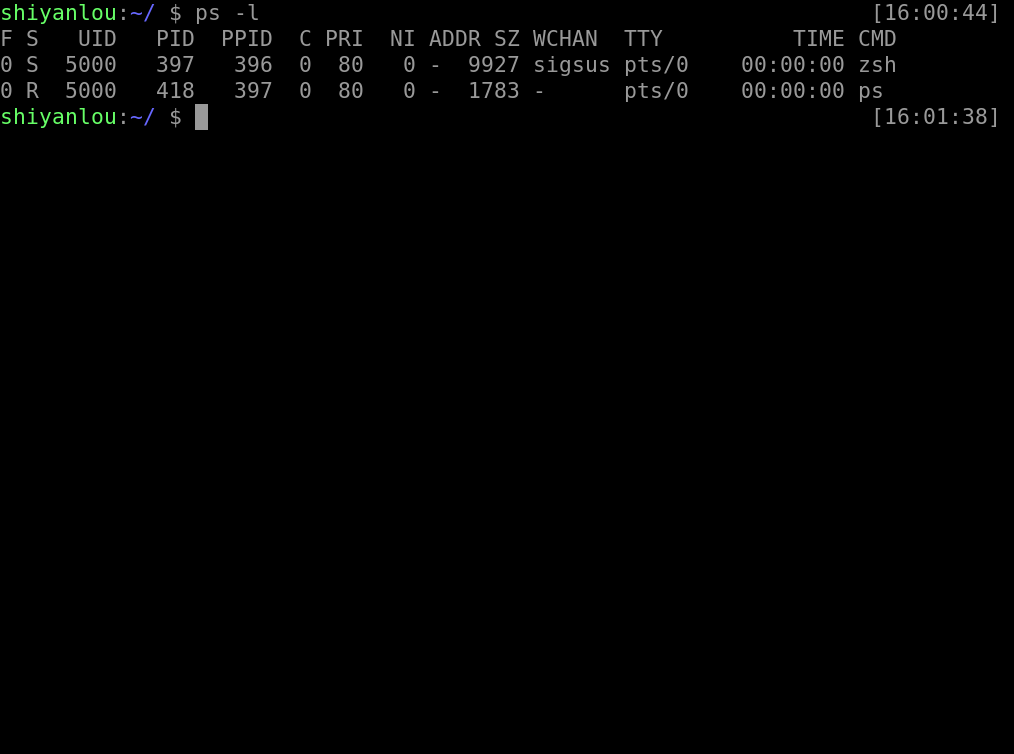 shiyanlou:~/ $ ps -l [16:00:44]
F S   UID   PID  PPID  C PRI  NI ADDR SZ WCHAN  TTY          TIME CMD
0 S  5000   397   396  0  80   0 -  9927 sigsus pts/0    00:00:00 zsh
0 R  5000   418   397  0  80   0 -  1783 -      pts/0    00:00:00 ps
shiyanlou:~/ $ [16:01:38]